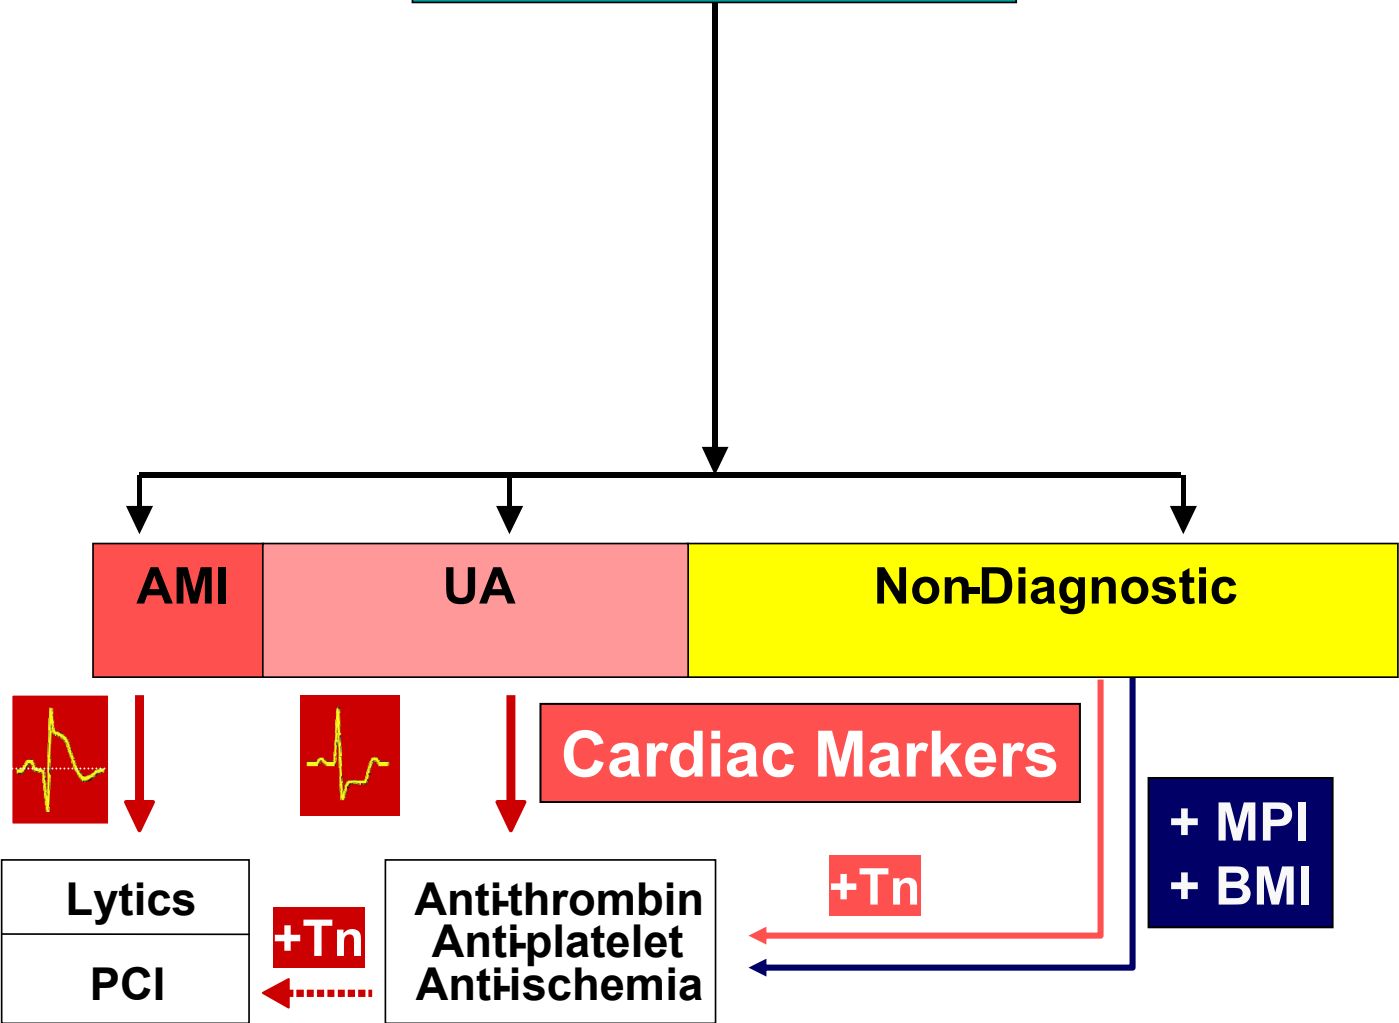 AMI
UA
Non-Diagnostic
Cardiac Markers
+ MPI
+ BMI
Lytics
PCI
+Tn
Anti-thrombin
Anti-platelet
Anti-ischemia
+Tn